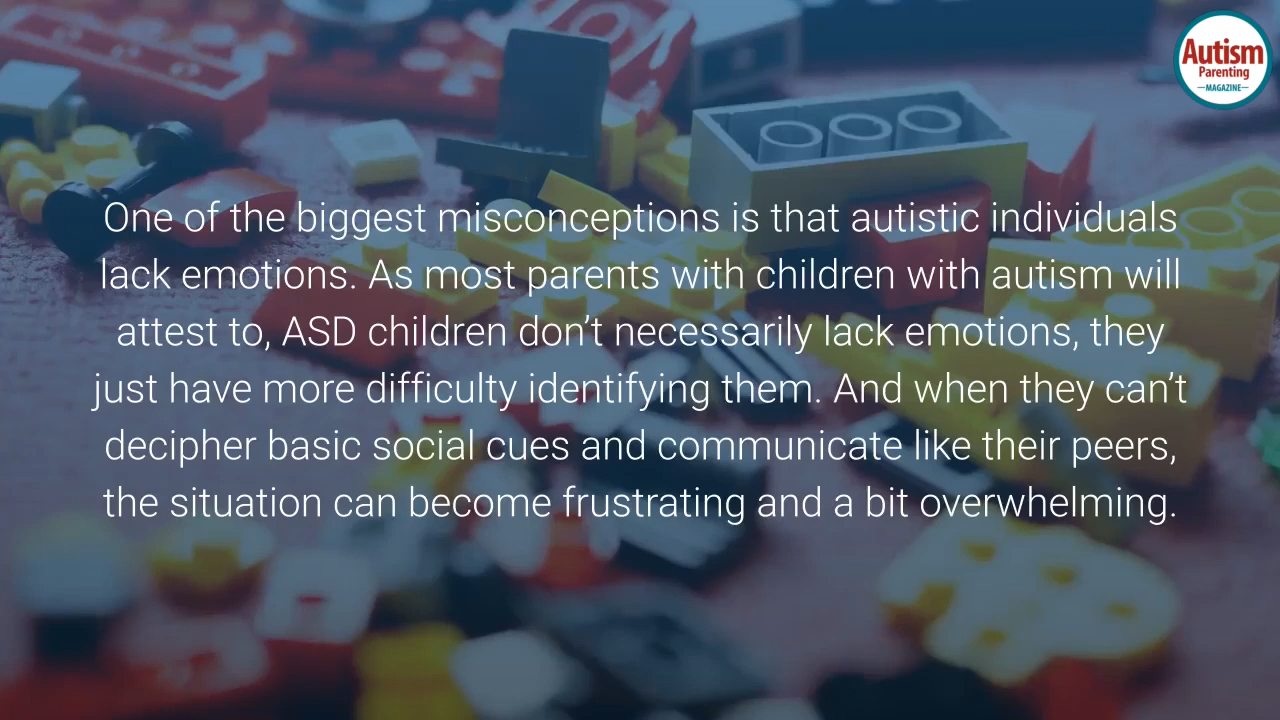 Autism
Parenting
MAGAZINE
One of the biggest misconceptions is that autistic individuals
lack emotions. As most parents with children with autism will
attest to, ASD children don’t necessarily lack emotions, they
just have more difficulty identifying them. And when they can’t
decipher basic social cues and communicate like their peers,
the situation can become frustrating and a bit overwhelming.